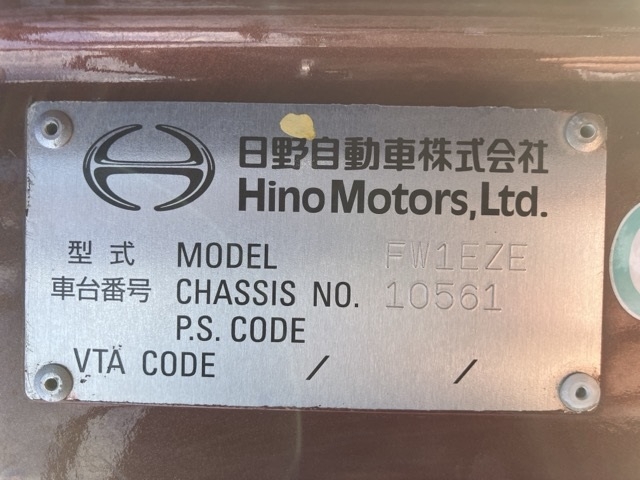 日野自動車株式会社
Hino Motors, Ltd.
型式 MODEL FW1EZE
車台番号 CHASSIS NO. 10561
P.S. CODE
VTA CODE / /